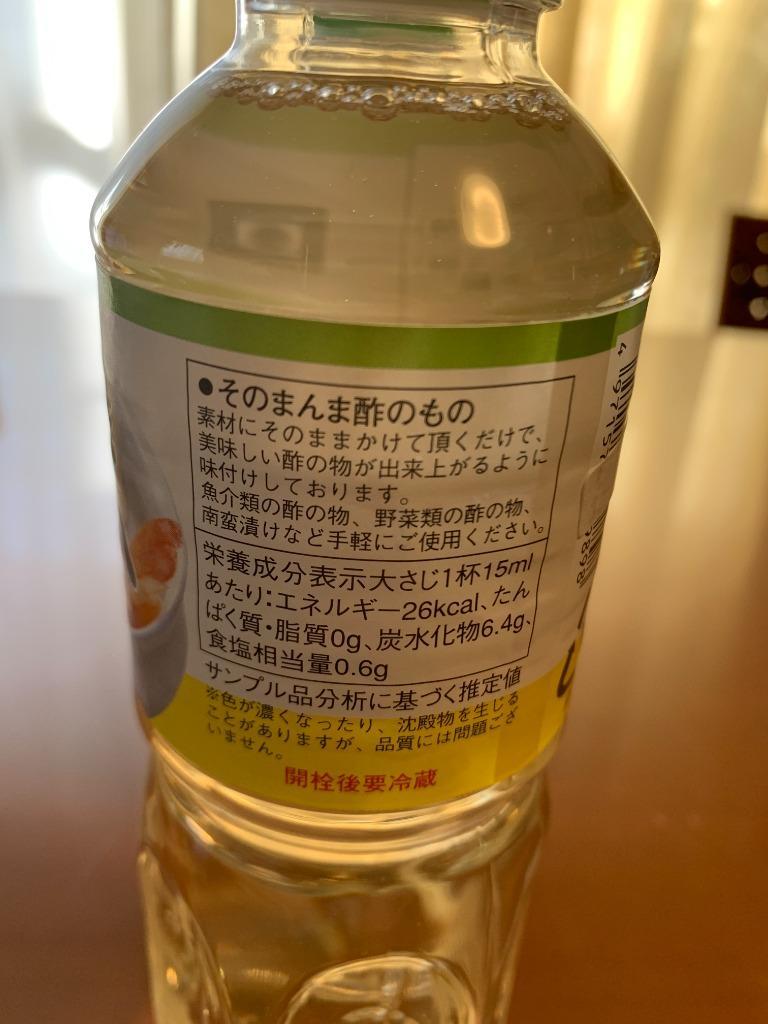 ●そのまんま酢のもの
素材にそのままかけて頂くだけで、
美味しい酢の物が出来上がるように
味付けしております。
魚介類の酢の物、野菜類の酢の物、
南蛮漬けなど手軽にご使用ください。
栄養成分表示大さじ1杯15ml
あたり:エネルギー26kcal、たん
ぱく質・脂質0g、炭水化物6.4g、
食塩相当量0.6g
サンプル品分析に基づく推定値
※色が濃くなったり、沈殿物を生じる
ことがありますが、品質には問題ござ
いません。
開栓後要冷蔵